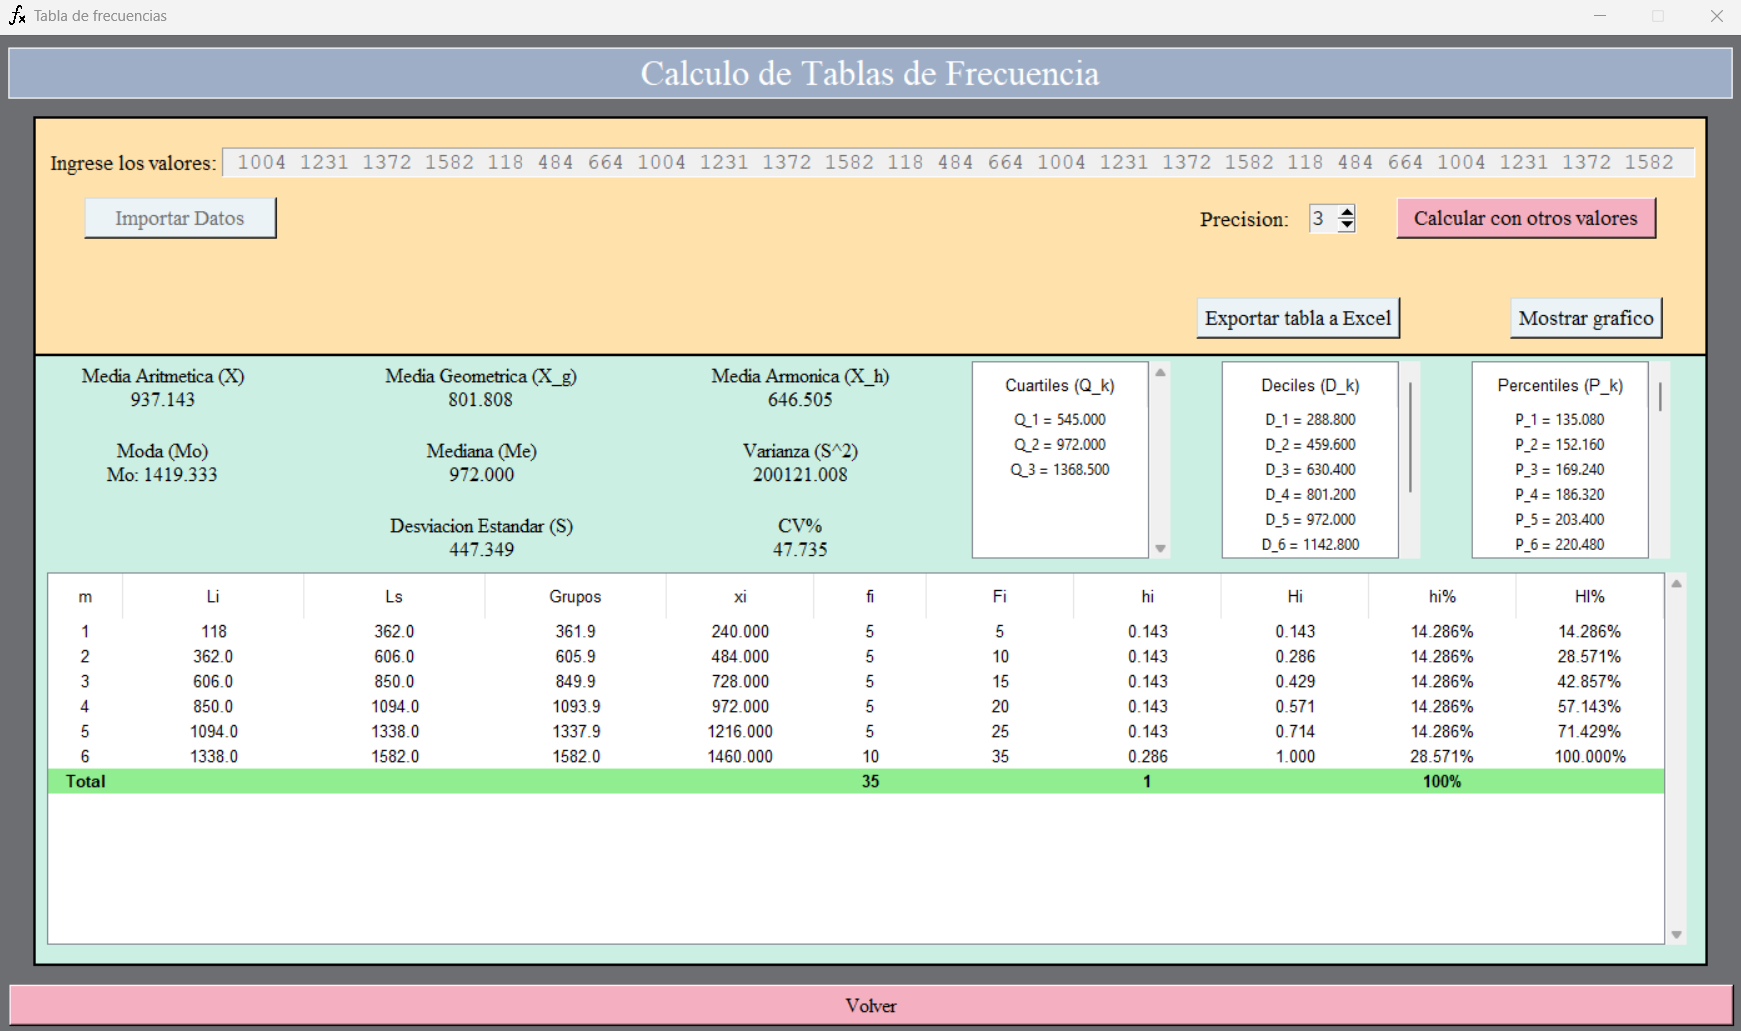 Tabla de frecuencias
Calculo de Tablas de Frecuencia
Ingrese los valores: 1004 1231 1372 1582 118 484 664 1004 1231 1372 1582 118 484 664 1004 1231 1372 1582 118 484 664 1004 1231 1372 1582
Importar Datos Precision: 3 Calcular con otros valores
Exportar tabla a Excel Mostrar grafico
Media Aritmetica (X) Media Geometrica (X_g) Media Armonica (X_h)
937.143 801.808 646.505
Moda (Mo) Mediana (Me) Varianza (S^2)
Mo: 1419.333 972.000 200121.008
Desviacion Estandar (S) CV%
447.349 47.735
Cuartiles (Q_k)
Q_1 = 545.000
Q_2 = 972.000
Q_3 = 1368.500
Deciles (D_k)
D_1 = 288.800
D_2 = 459.600
D_3 = 630.400
D_4 = 801.200
D_5 = 972.000
D_6 = 1142.800
Percentiles (P_k)
P_1 = 135.080
P_2 = 152.160
P_3 = 169.240
P_4 = 186.320
P_5 = 203.400
P_6 = 220.480
m Li Ls Grupos xi fi Fi hi Hi hi% HI%
1 118 362.0 361.9 240.000 5 5 0.143 0.143 14.286% 14.286%
2 362.0 606.0 605.9 484.000 5 10 0.143 0.286 14.286% 28.571%
3 606.0 850.0 849.9 728.000 5 15 0.143 0.429 14.286% 42.857%
4 850.0 1094.0 1093.9 972.000 5 20 0.143 0.571 14.286% 57.143%
5 1094.0 1338.0 1337.9 1216.000 5 25 0.143 0.714 14.286% 71.429%
6 1338.0 1582.0 1582.0 1460.000 10 35 0.286 1.000 28.571% 100.000%
Total 35 1 100%
Volver